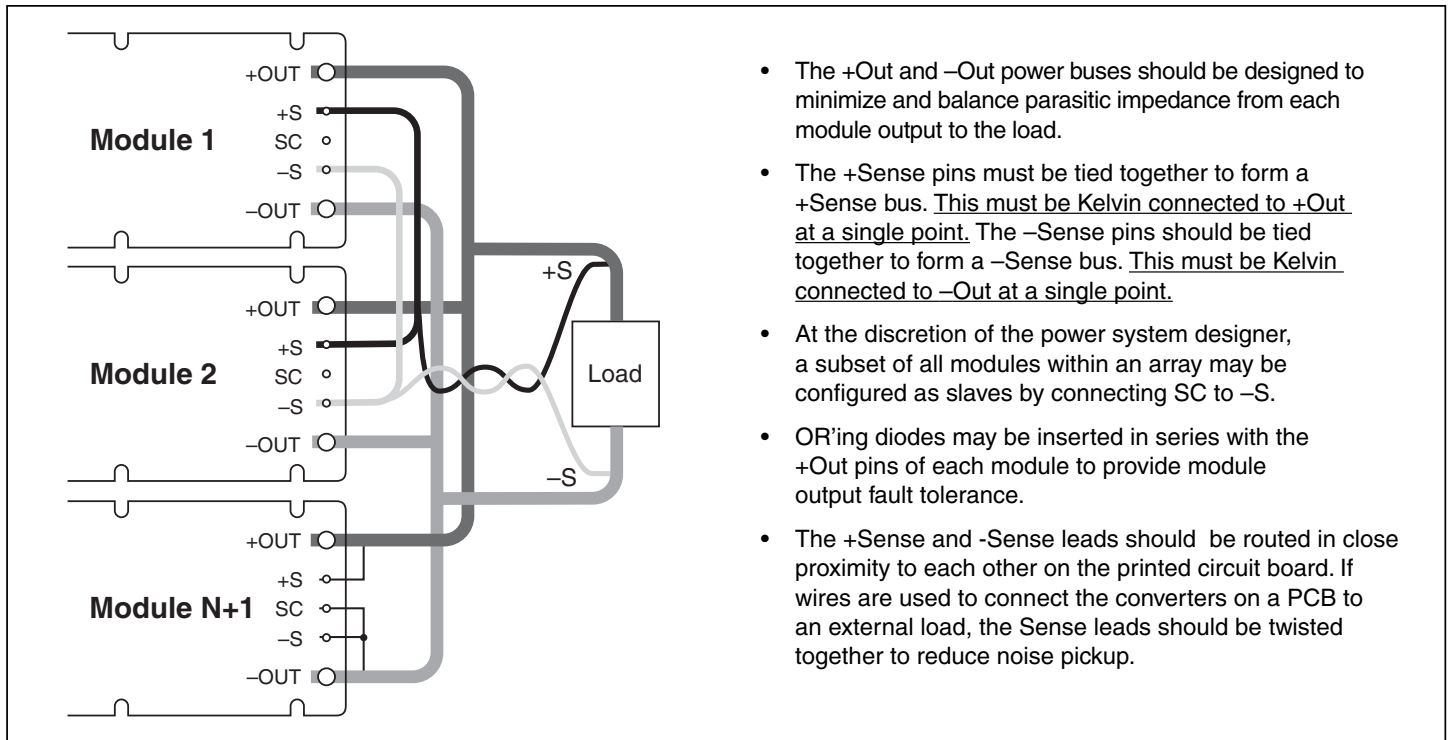 +OUT
+S
Module 1
SC
–S
–OUT
+OUT
+S
Module 2
SC
–S
–OUT
+OUT
+S
Module N+1
SC
–S
–OUT
+S
Load
–S
• The +Out and –Out power buses should be designed to
minimize and balance parasitic impedance from each
module output to the load.
• The +Sense pins must be tied together to form a
+Sense bus. This must be Kelvin connected to +Out
at a single point. The –Sense pins should be tied
together to form a –Sense bus. This must be Kelvin
connected to –Out at a single point.
• At the discretion of the power system designer,
a subset of all modules within an array may be
configured as slaves by connecting SC to –S.
• OR'ing diodes may be inserted in series with the
+Out pins of each module to provide module
output fault tolerance.
• The +Sense and -Sense leads should be routed in close
proximity to each other on the printed circuit board. If
wires are used to connect the converters on a PCB to
an external load, the Sense leads should be twisted
together to reduce noise pickup.